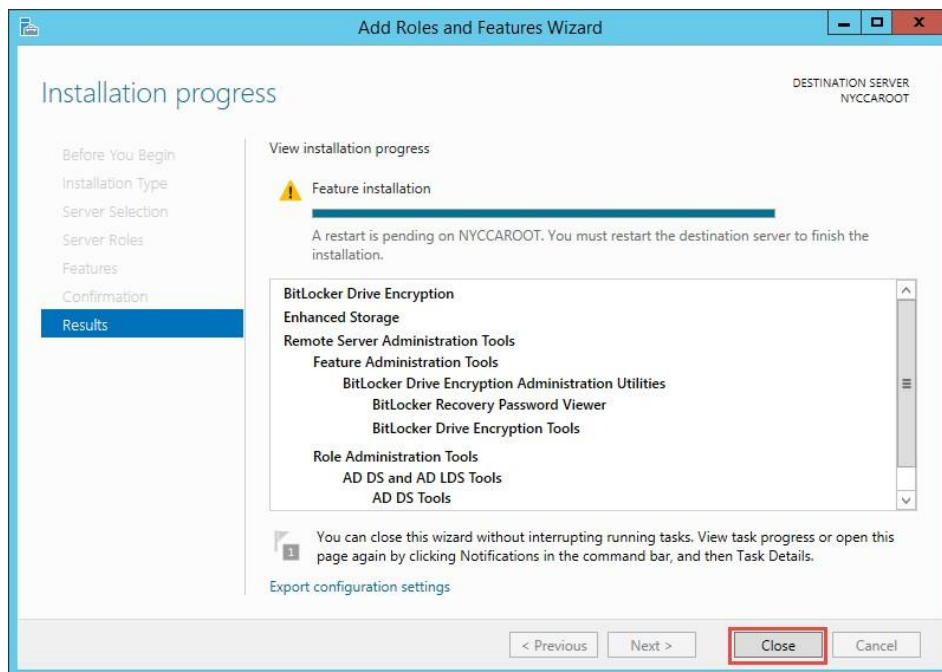 Add Roles and Features Wizard
Installation progress
DESTINATION SERVER
NYCCAROOT
Before You Begin
Installation Type
Server Selection
Server Roles
Features
Confirmation
Results
View installation progress
Feature installation
A restart is pending on NYCCAROOT. You must restart the destination server to finish the
installation.
BitLocker Drive Encryption
Enhanced Storage
Remote Server Administration Tools
Feature Administration Tools
BitLocker Drive Encryption Administration Utilities
BitLocker Recovery Password Viewer
BitLocker Drive Encryption Tools
Role Administration Tools
AD DS and AD LDS Tools
AD DS Tools
1
You can close this wizard without interrupting running tasks. View task progress or open this
page again by clicking Notifications in the command bar, and then Task Details.
Export configuration settings
< Previous
Next >
Close
Cancel